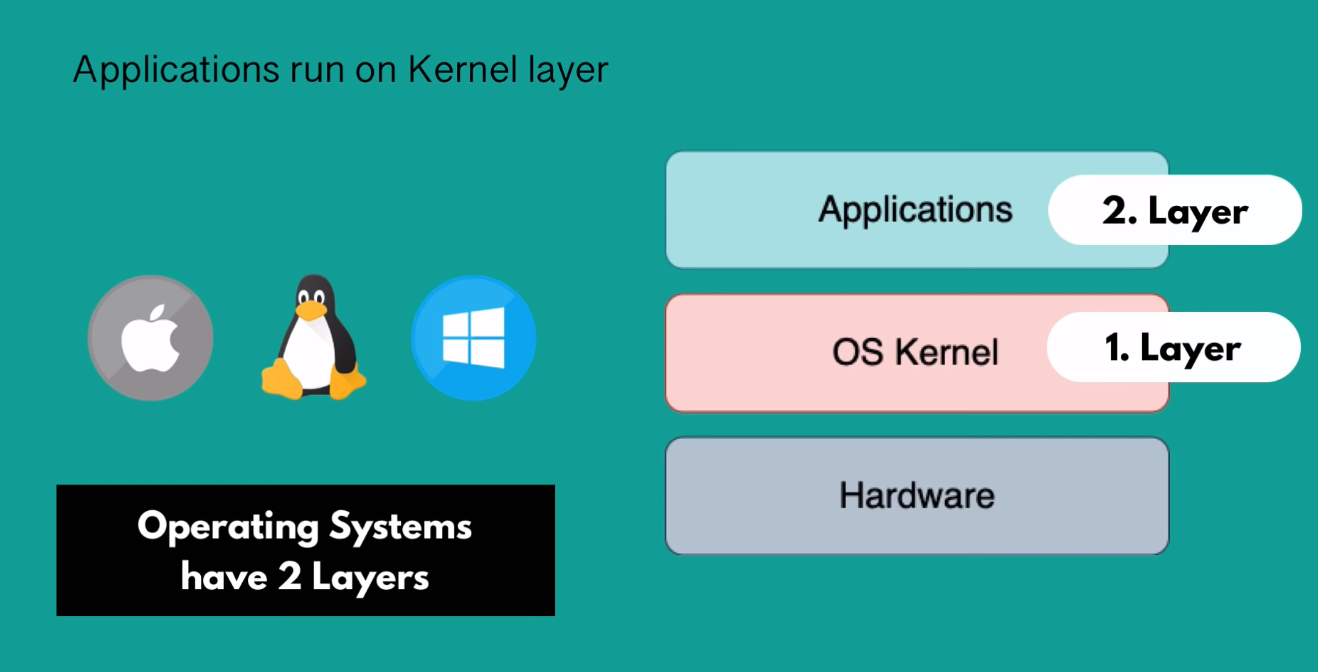 Applications run on Kernel layer
Applications
2. Layer
OS Kernel
1. Layer
Hardware
Operating Systems
have 2 Layers